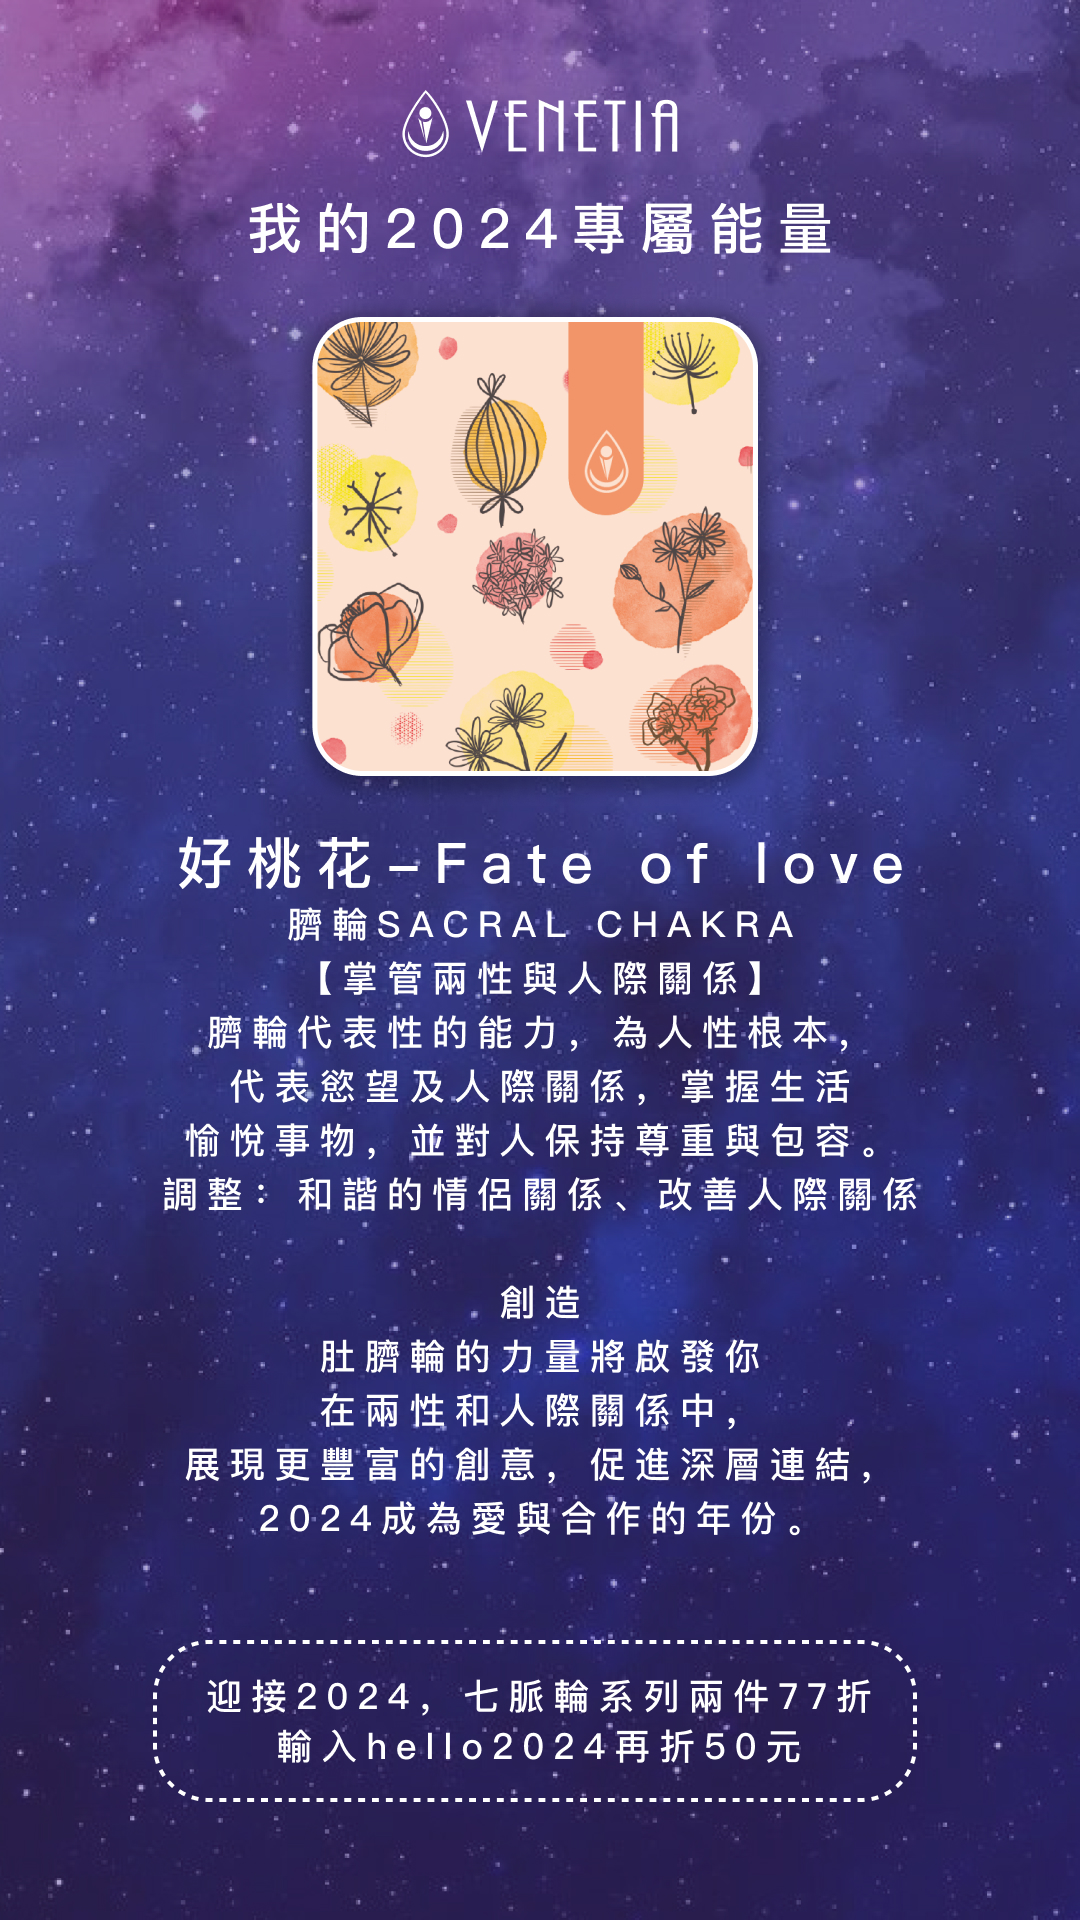 VENETIA
我的2024專屬能量
好桃花–Fate of love
臍輪SACRAL CHAKRA
【掌管兩性與人際關係】
臍輪代表性的能力，為人性根本，
代表慾望及人際關係，掌握生活
愉悅事物，並對人保持尊重與包容。
調整：和諧的情侶關係、改善人際關係
創造
肚臍輪的力量將啟發你
在兩性和人際關係中，
展現更豐富的創意，促進深層連結，
2024成為愛與合作的年份。
迎接2024，七脈輪系列兩件77折
輸入hello2024再折50元